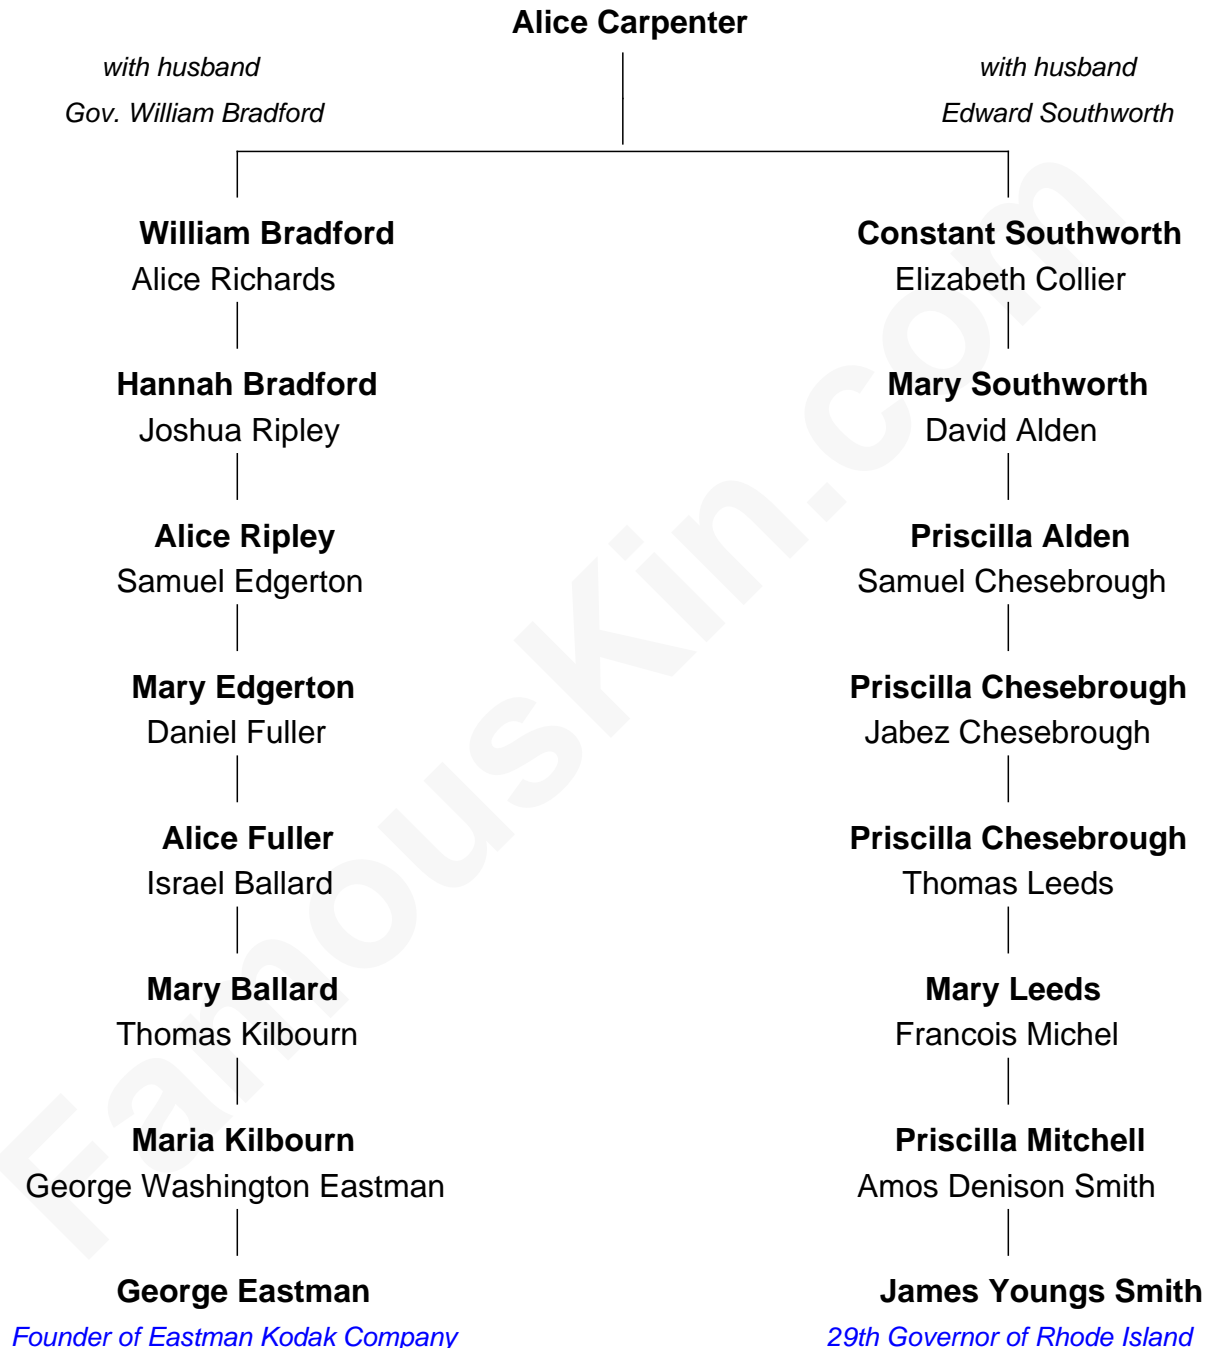 Alice Carpenter
with husband
Gov. William Bradford
with husband
Edward Southworth
William Bradford
Alice Richards
Constant Southworth
Elizabeth Collier
Hannah Bradford
Joshua Ripley
Mary Southworth
David Alden
Alice Ripley
Samuel Edgerton
Priscilla Alden
Samuel Chesebrough
Mary Edgerton
Daniel Fuller
Priscilla Chesebrough
Jabez Chesebrough
Alice Fuller
Israel Ballard
Priscilla Chesebrough
Thomas Leeds
Mary Ballard
Thomas Kilbourn
Mary Leeds
Francois Michel
Maria Kilbourn
George Washington Eastman
Priscilla Mitchell
Amos Denison Smith
George Eastman
Founder of Eastman Kodak Company
James Youngs Smith
29th Governor of Rhode Island
FamousKin.com